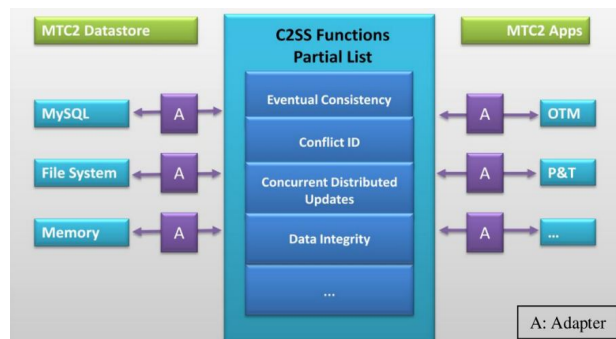 MTC2 Datastore
C2SS Functions
Partial List
MTC2 Apps
Eventual Consistency
MySQL
A
A
OTM
Conflict ID
File System
A
Concurrent Distributed
Updates
A
P&T
Memory
A
Data Integrity
A
...
...
A: Adapter